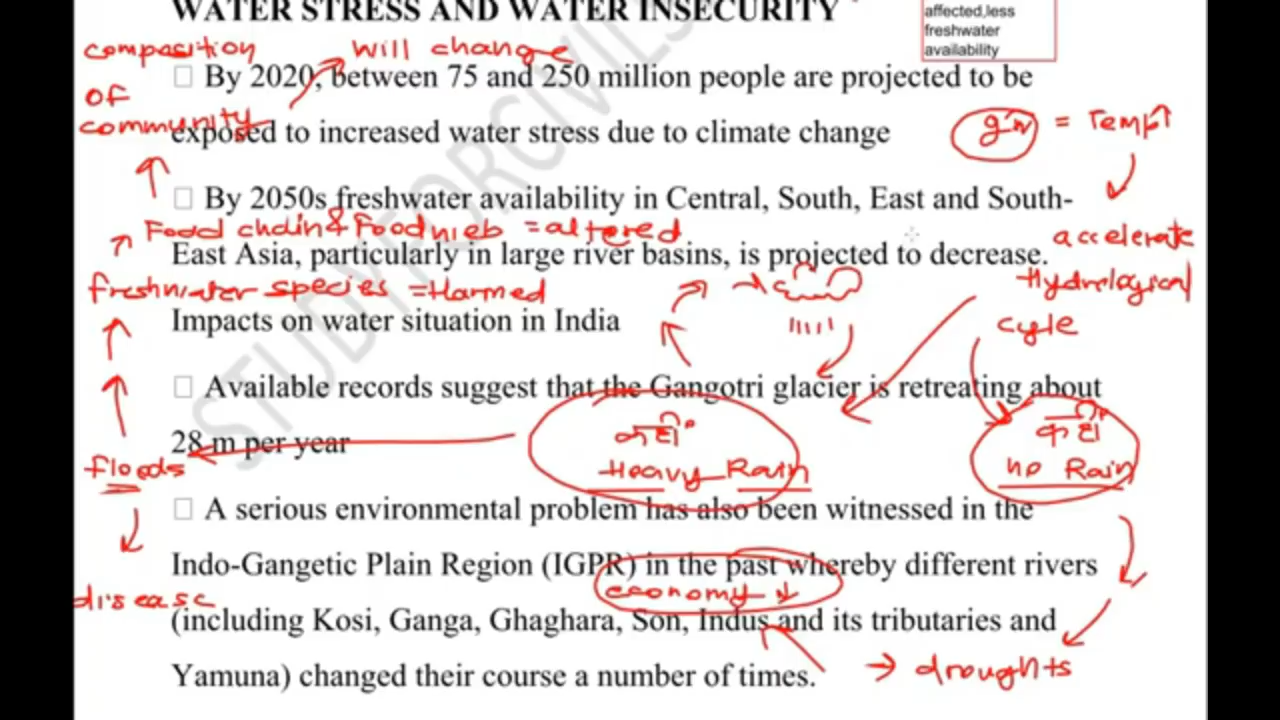 WATER STRESS AND WATER INSECURITY
affected,less
freshwater
availability
composition
of
community
will change
By 2020, between 75 and 250 million people are projected to be
exposed to increased water stress due to climate change
gw = Temp↑
By 2050s freshwater availability in Central, South, East and South-
Food chain & Food web = altered
East Asia, particularly in large river basins, is projected to decrease.
accelerate
Hydrological
cycle
freshwater species = Harmed
Impacts on water situation in India
Available records suggest that the Gangotri glacier is retreating about
28 m per year
कहीं
Heavy Rain
कहीं
no Rain
floods
A serious environmental problem has also been witnessed in the
Indo-Gangetic Plain Region (IGPR) in the past whereby different rivers
economy ↓
disease
(including Kosi, Ganga, Ghaghara, Son, Indus and its tributaries and
Yamuna) changed their course a number of times.
→ droughts
STUDYFORCIVILS